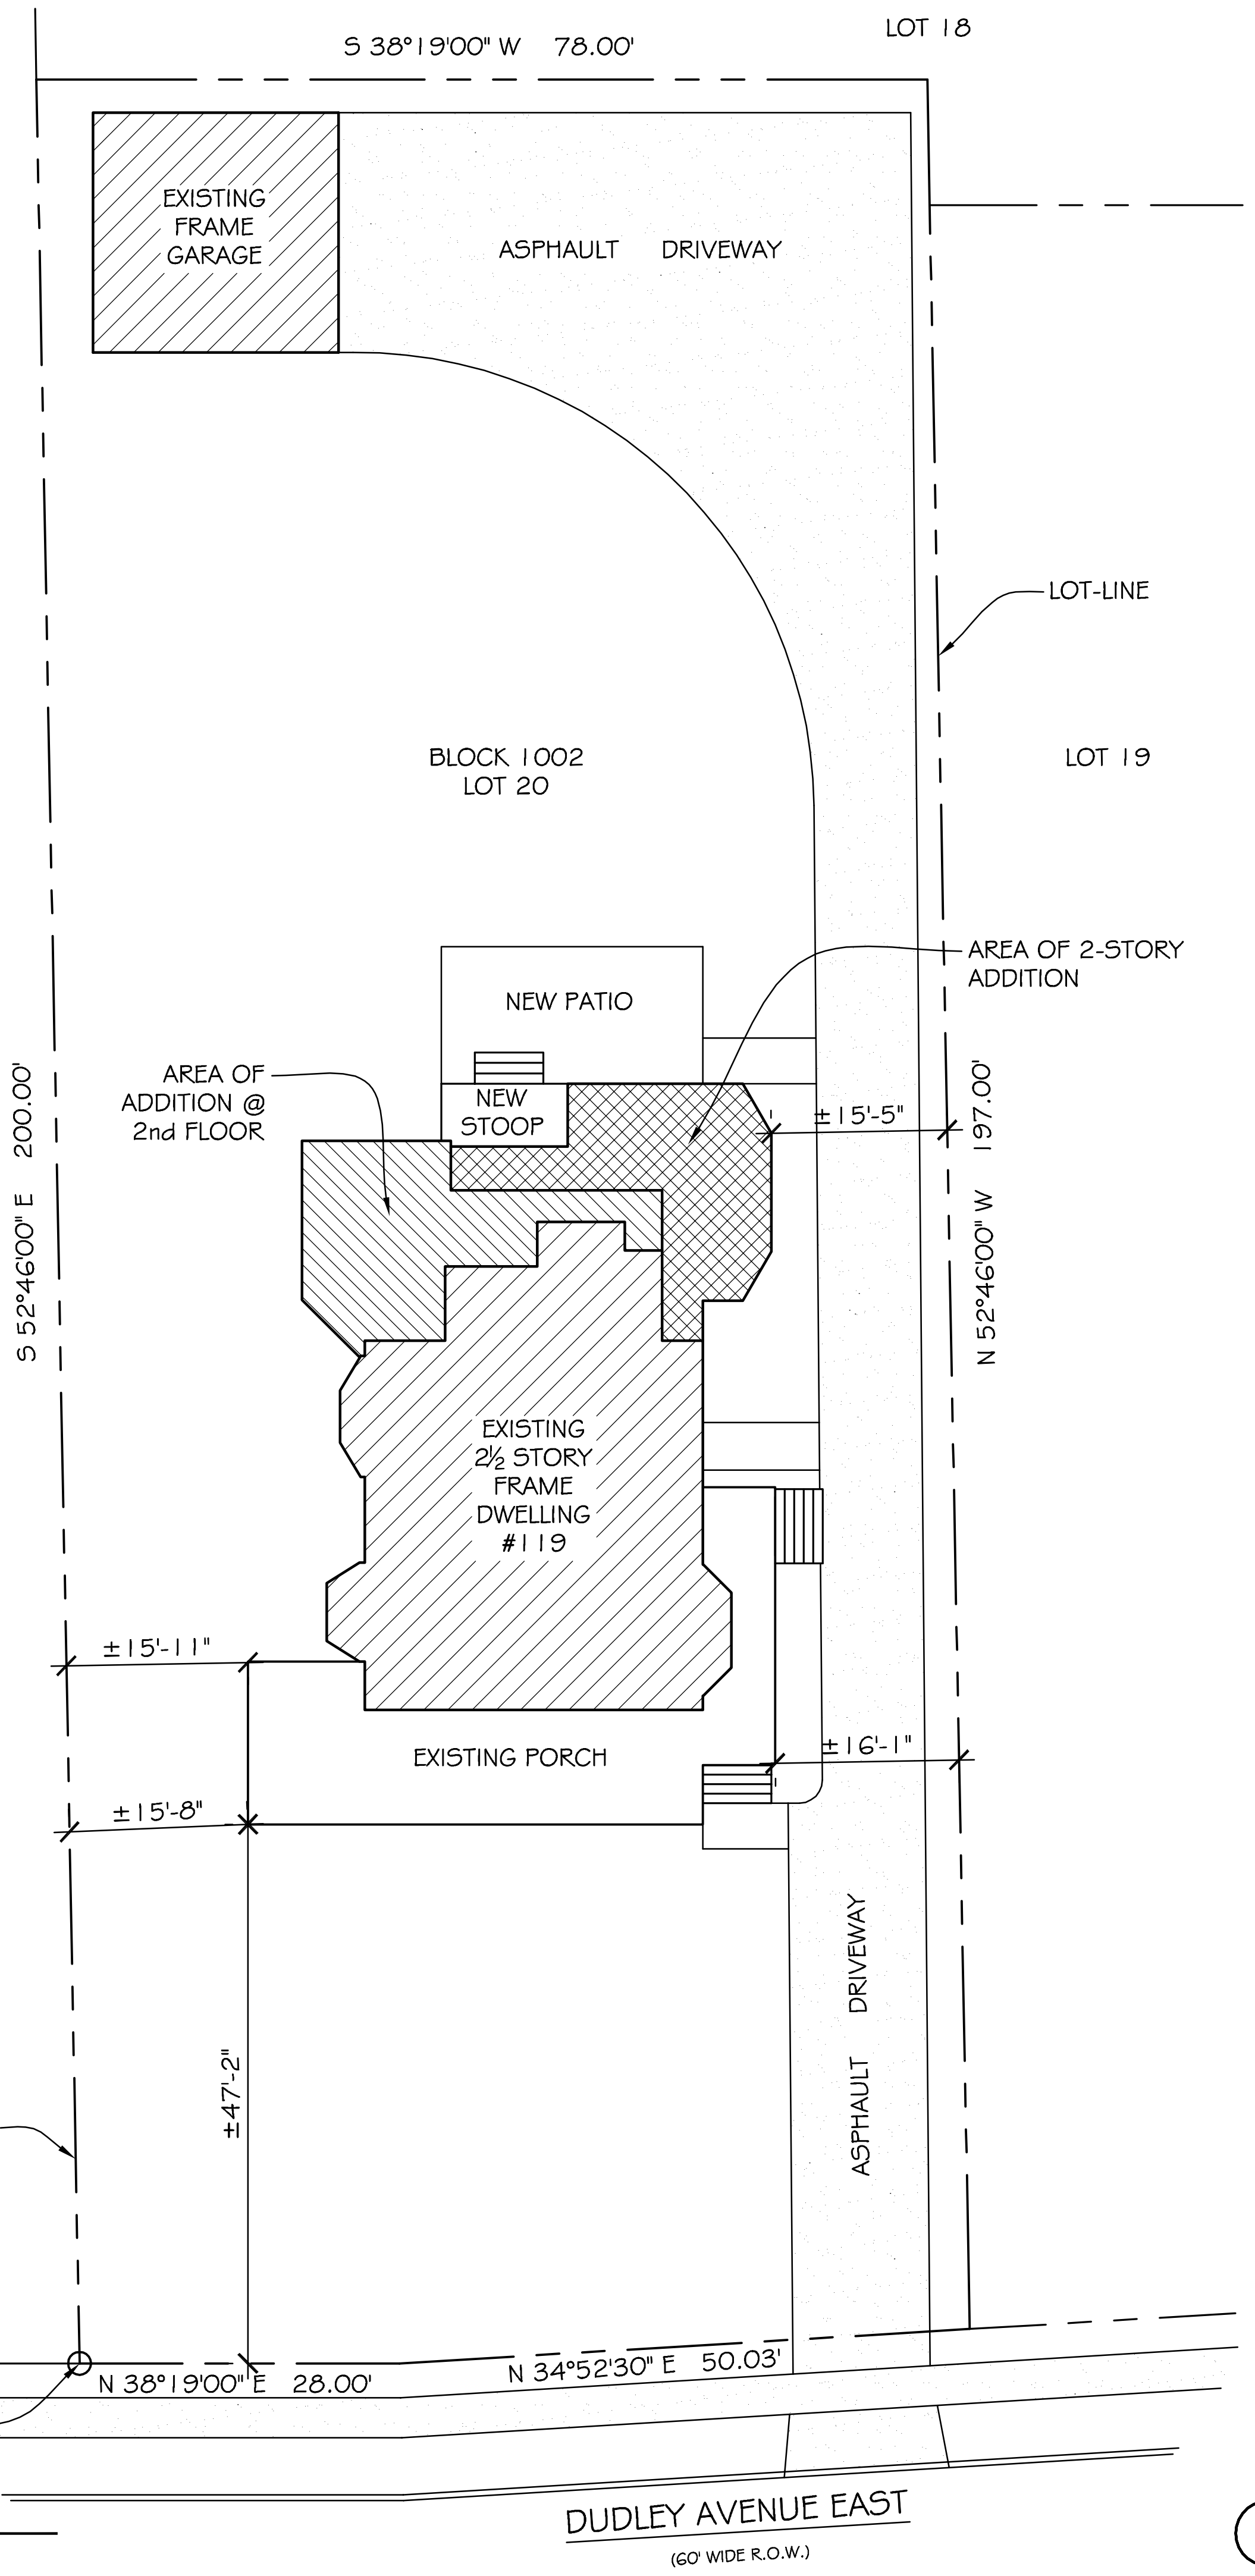 LOT 18
S 38°19'00" W 78.00'
EXISTING
FRAME
GARAGE
ASPHAULT DRIVEWAY
LOT-LINE
BLOCK 1002
LOT 20
LOT 19
AREA OF 2-STORY
ADDITION
NEW PATIO
AREA OF
ADDITION @
2nd FLOOR
NEW
STOOP
±15'-5"
S 52°46'00" E 200.00'
N 52°46'00" W 197.00'
EXISTING
2½ STORY
FRAME
DWELLING
#119
±15'-11"
±16'-1"
EXISTING PORCH
±15'-8"
ASPHAULT DRIVEWAY
±47'-2"
N 38°19'00" E 28.00'
N 34°52'30" E 50.03'
DUDLEY AVENUE EAST
(60' WIDE R.O.W.)